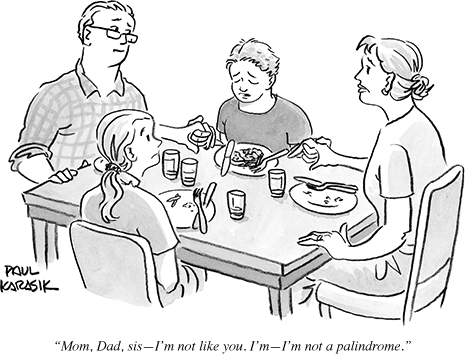 PAUL
KARASIK
“Mom, Dad, sis—I’m not like you. I’m—I’m not a palindrome.”